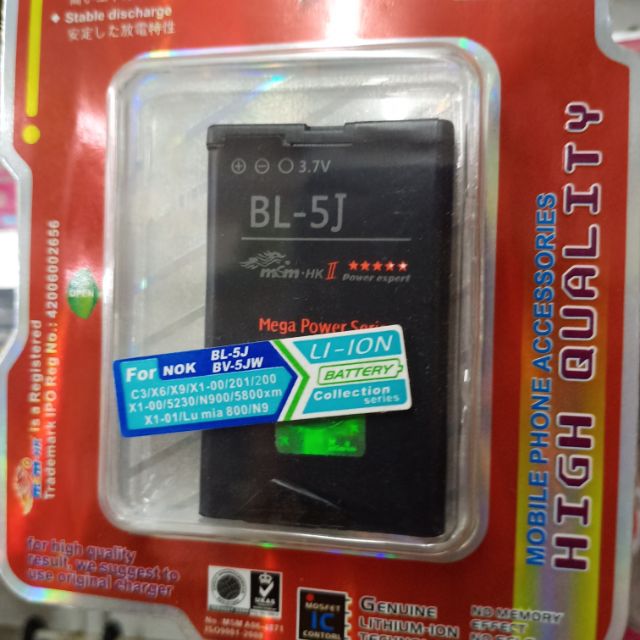 Stable discharge
安定した放電特性
3.7V
BL-5J
msm·HK II
Power expert
Mega Power Series
For NOK BL-5J
BV-5JW
C3/X6/X9/X1-00/201/200
X1-00/5230/N900/5800xm
X1-01/Lu mia 800/N9
LI-ION
BATTERY
Collection
series
is a Registered
Trademark IPO Reg No.: 42006002656
MOBILE PHONE ACCESSORIES
HIGH QUALITY
for high quality
result, we suggest to
use original charger
ISO9001-2008
MOSFET
IC
CONTORL
GENUINE
LITHIUM-ION
NO MEMORY
EFFECT